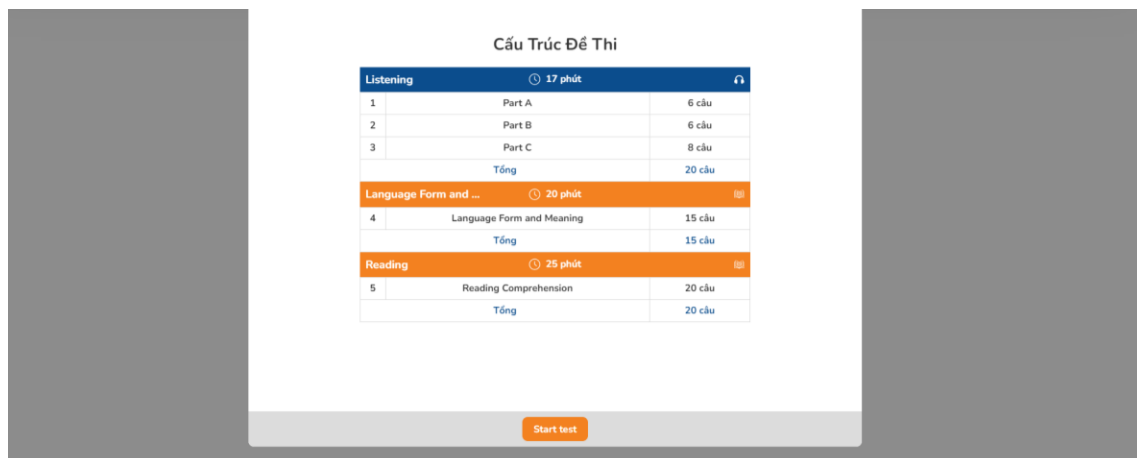 Cấu Trúc Đề Thi
Listening 17 phút
1 Part A 6 câu
2 Part B 6 câu
3 Part C 8 câu
Tổng 20 câu
Language Form and ... 20 phút
4 Language Form and Meaning 15 câu
Tổng 15 câu
Reading 25 phút
5 Reading Comprehension 20 câu
Tổng 20 câu
Start test